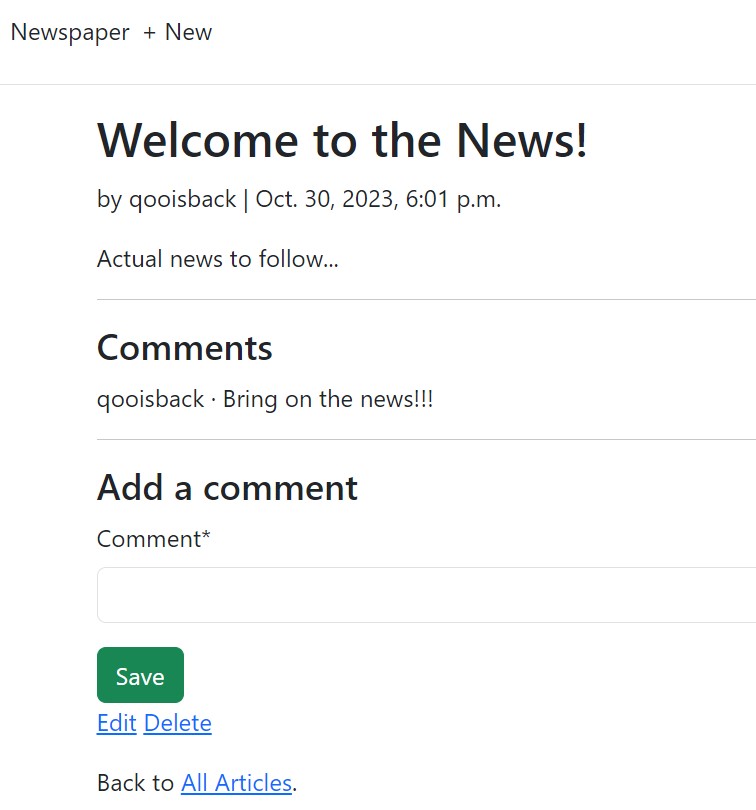 Newspaper + New
Welcome to the News!
by qooisback | Oct. 30, 2023, 6:01 p.m.
Actual news to follow...
Comments
qooisback · Bring on the news!!!
Add a comment
Comment*
Save
Edit Delete
Back to All Articles.